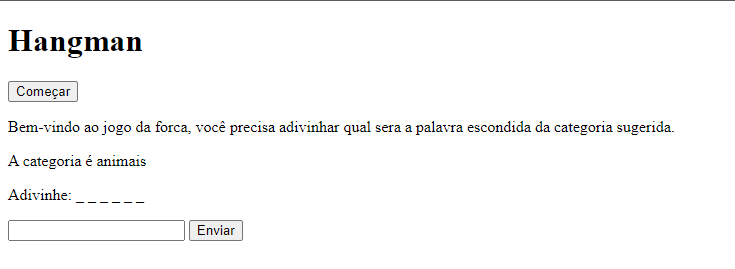 Hangman
Começar
Bem-vindo ao jogo da forca, você precisa adivinhar qual sera a palavra escondida da categoria sugerida.
A categoria é animais
Adivinhe: _ _ _ _ _ _
Enviar